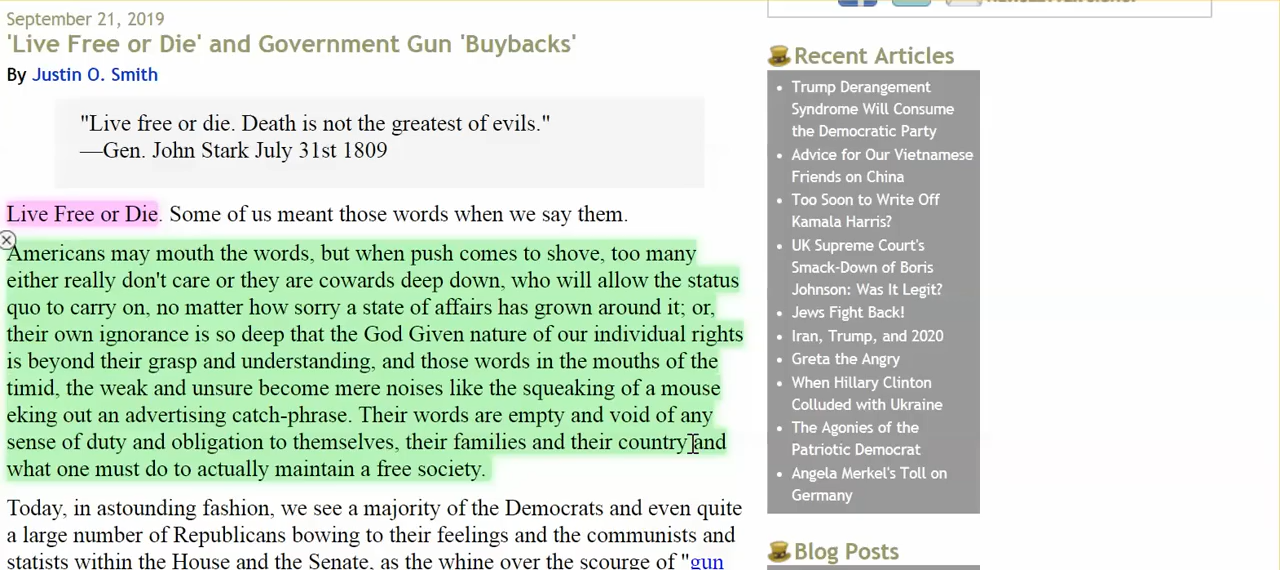 September 21, 2019
'Live Free or Die' and Government Gun 'Buybacks'
By Justin O. Smith
"Live free or die. Death is not the greatest of evils."
—Gen. John Stark July 31st 1809
Live Free or Die. Some of us meant those words when we say them.
Americans may mouth the words, but when push comes to shove, too many
either really don't care or they are cowards deep down, who will allow the status
quo to carry on, no matter how sorry a state of affairs has grown around it; or,
their own ignorance is so deep that the God Given nature of our individual rights
is beyond their grasp and understanding, and those words in the mouths of the
timid, the weak and unsure become mere noises like the squeaking of a mouse
eking out an advertising catch-phrase. Their words are empty and void of any
sense of duty and obligation to themselves, their families and their country and
what one must do to actually maintain a free society.
Today, in astounding fashion, we see a majority of the Democrats and even quite
a large number of Republicans bowing to their feelings and the communists and
statists within the House and the Senate, as the whine over the scourge of "gun
Recent Articles
Trump Derangement
Syndrome Will Consume
the Democratic Party
Advice for Our Vietnamese
Friends on China
Too Soon to Write Off
Kamala Harris?
UK Supreme Court's
Smack-Down of Boris
Johnson: Was It Legit?
Jews Fight Back!
Iran, Trump, and 2020
Greta the Angry
When Hillary Clinton
Colluded with Ukraine
The Agonies of the
Patriotic Democrat
Angela Merkel's Toll on
Germany
Blog Posts